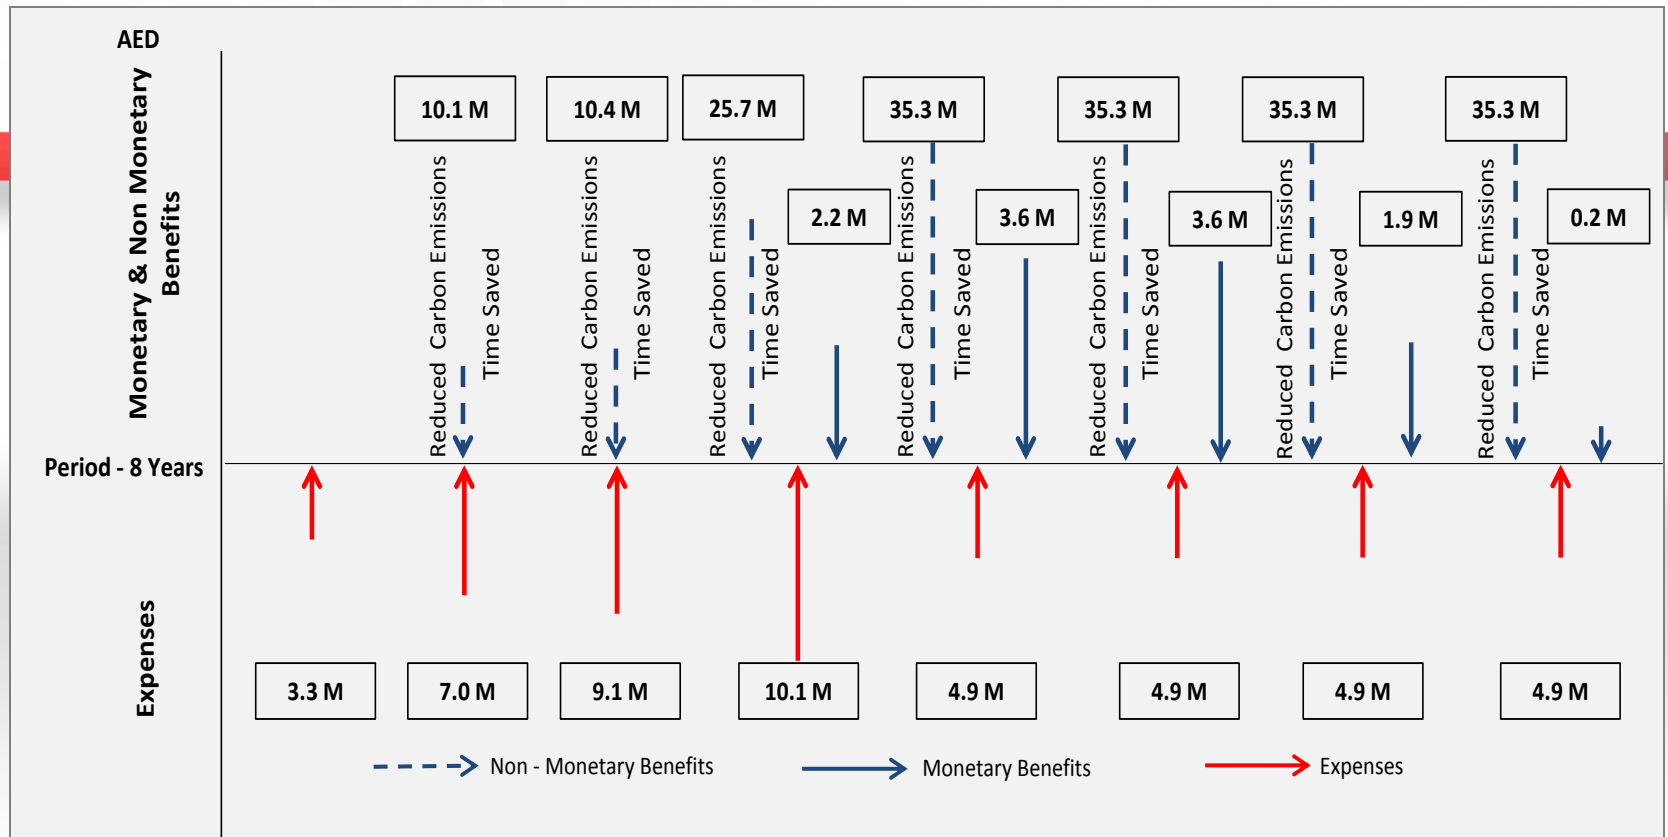 AED
Monetary & Non Monetary
Benefits
10.1 M
10.4 M
25.7 M
35.3 M
35.3 M
35.3 M
35.3 M
2.2 M
3.6 M
3.6 M
1.9 M
0.2 M
Reduced Carbon Emissions
Time Saved
Reduced Carbon Emissions
Time Saved
Reduced Carbon Emissions
Time Saved
Reduced Carbon Emissions
Time Saved
Reduced Carbon Emissions
Time Saved
Reduced Carbon Emissions
Time Saved
Reduced Carbon Emissions
Time Saved
Period - 8 Years
Expenses
3.3 M
7.0 M
9.1 M
10.1 M
4.9 M
4.9 M
4.9 M
4.9 M
Non - Monetary Benefits
Monetary Benefits
Expenses